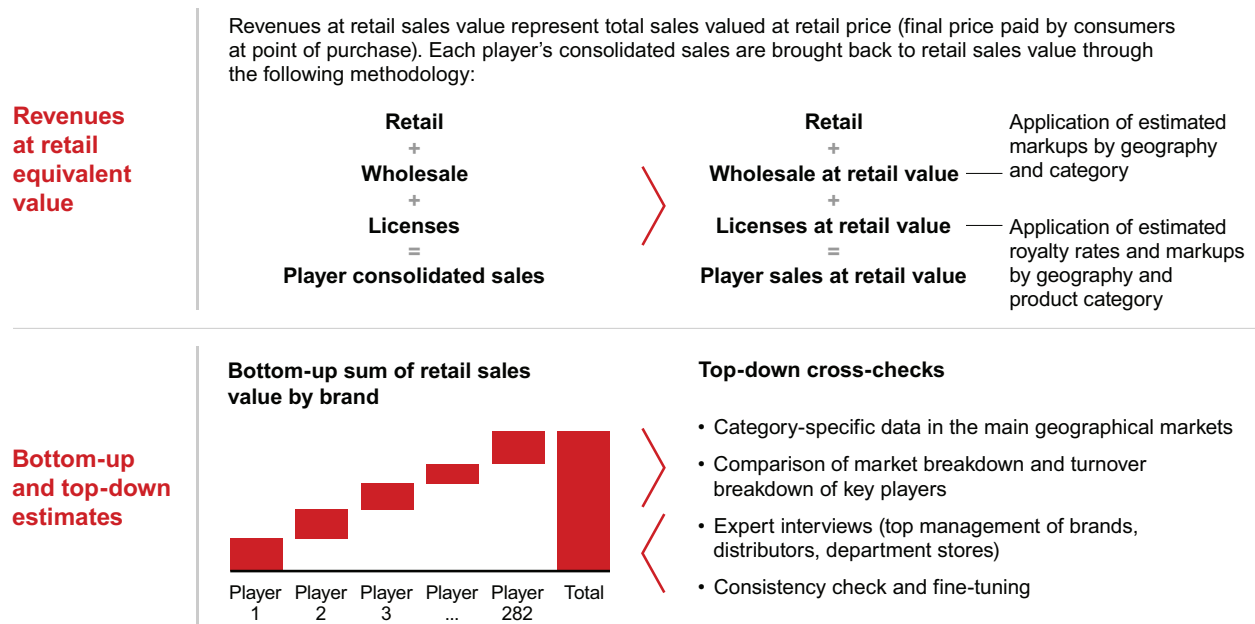 Revenues at retail sales value represent total sales valued at retail price (final price paid by consumers
at point of purchase). Each player’s consolidated sales are brought back to retail sales value through
the following methodology:
Revenues
at retail
equivalent
value
Retail
+
Wholesale
+
Licenses
=
Player consolidated sales
Retail
+
Wholesale at retail value
+
Licenses at retail value
=
Player sales at retail value
Application of estimated
markups by geography
and category
Application of estimated
royalty rates and markups
by geography and
product category
Bottom-up
and top-down
estimates
Bottom-up sum of retail sales
value by brand
Player
1
Player
2
Player
3
Player
...
Player
282
Total
Top-down cross-checks
• Category-specific data in the main geographical markets
• Comparison of market breakdown and turnover
breakdown of key players
• Expert interviews (top management of brands,
distributors, department stores)
• Consistency check and fine-tuning